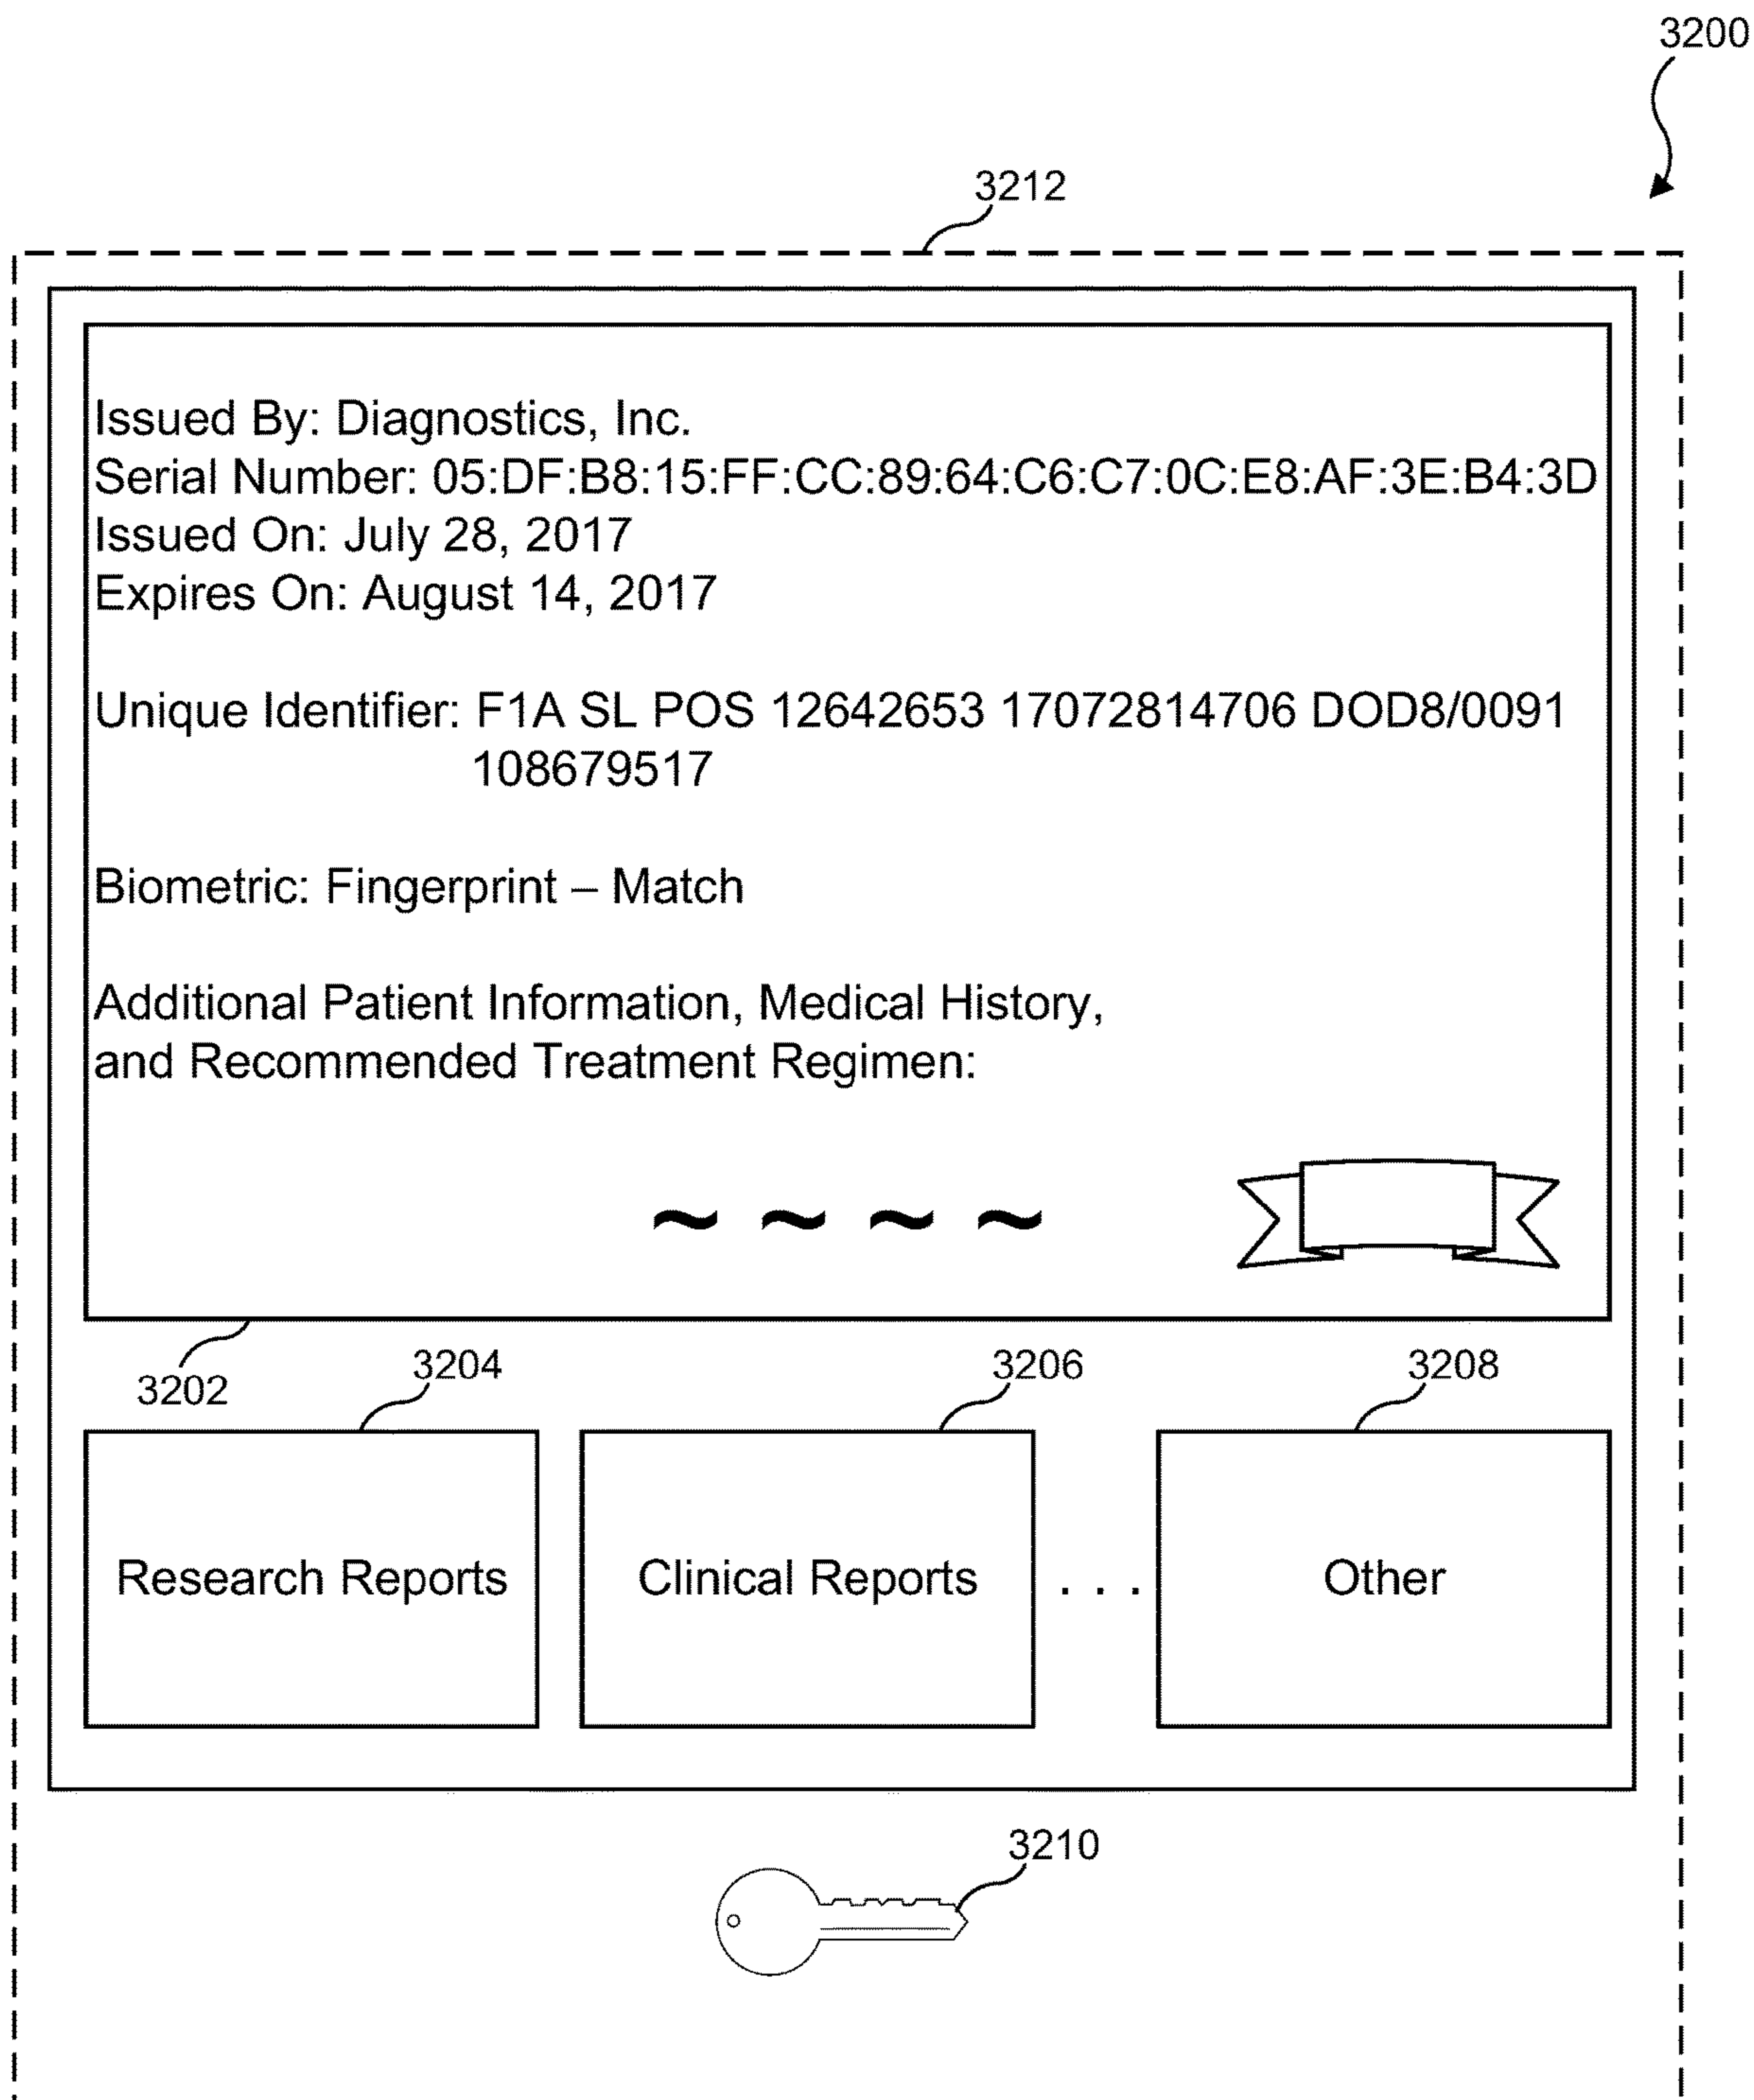 3200
3212
Issued By: Diagnostics, Inc.
Serial Number: 05:DF:B8:15:FF:CC:89:64:C6:C7:0C:E8:AF:3E:B4:3D
Issued On: July 28, 2017
Expires On: August 14, 2017
Unique Identifier: F1A SL POS 12642653 17072814706 DOD8/0091
108679517
Biometric: Fingerprint – Match
Additional Patient Information, Medical History,
and Recommended Treatment Regimen:
~ ~ ~ ~
3202
3204
3206
3208
Research Reports
Clinical Reports
. . .
Other
3210